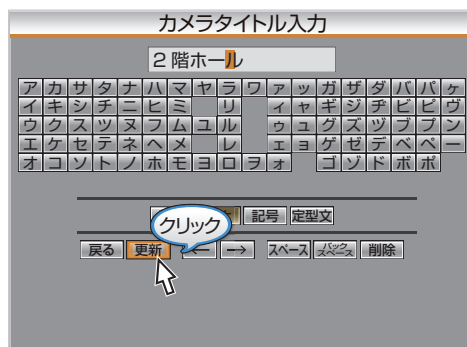 カメラタイトル入力
2階ホール
アカサタナハマヤラワァッガザダバパヶ
イキシチニヒミ リ ィャギジヂビピヴ
ウクスツヌフムユル ゥュグズヅブプン
エケセテネヘメ レ ェョゲゼデベペー
オコソトノホモヨロヲォ ゴゾドボポ
記号 定型文
クリック
戻る 更新 ← → スペース バックスペース 削除